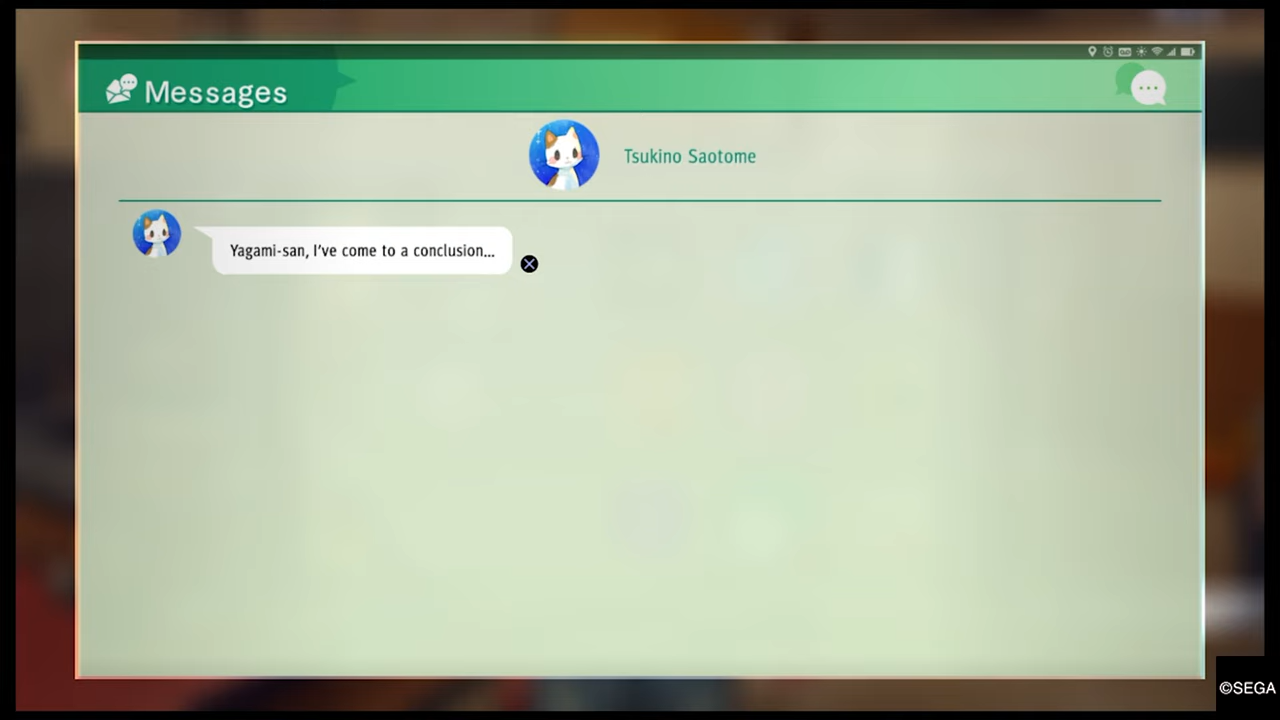 Messages
Tsukino Saotome
Yagami-san, I've come to a conclusion...
©SEGA